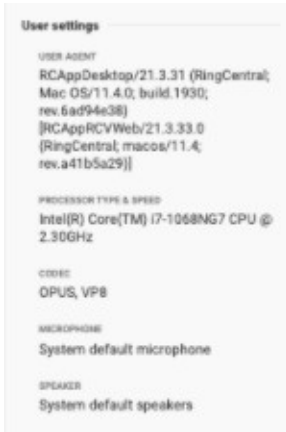 User settings
USER AGENT
RCAppDesktop/21.3.31 (RingCentral;
Mac OS/11.4.0; build.1930;
rev.6ad94e38)
[RCAppRCVWeb/21.3.33.0
(RingCentral; macos/11.4;
rev.a41b5a29)]
PROCESSOR TYPE & SPEED
Intel(R) Core(TM) i7-1068NG7 CPU @
2.30GHz
CODEC
OPUS, VP8
MICROPHONE
System default microphone
SPEAKER
System default speakers